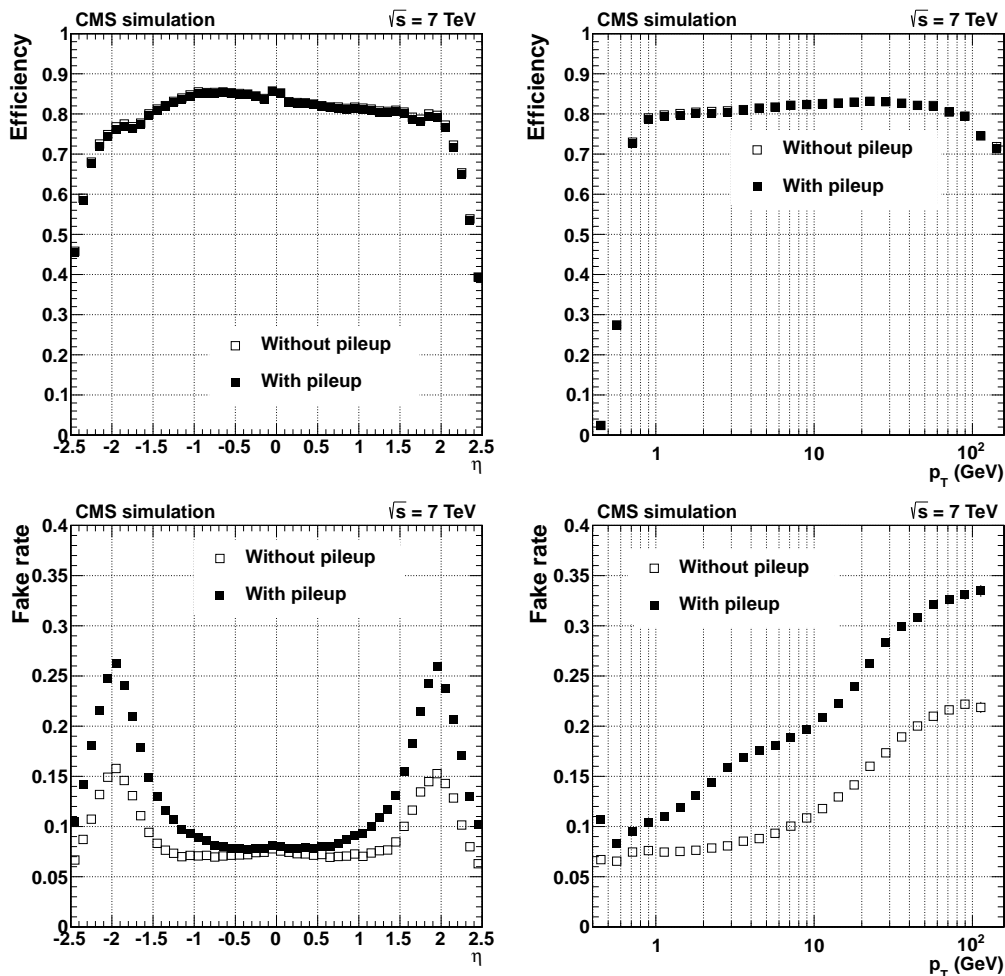 CMS simulation √s = 7 TeV
Efficiency
1
0.9
0.8
0.7
0.6
0.5
0.4
0.3
0.2
0.1
0
Without pileup
With pileup
-2.5 -2 -1.5 -1 -0.5 0 0.5 1 1.5 2 2.5
η
CMS simulation √s = 7 TeV
Efficiency
1
0.9
0.8
0.7
0.6
0.5
0.4
0.3
0.2
0.1
0
Without pileup
With pileup
1 10 10²
p_T (GeV)
CMS simulation √s = 7 TeV
Fake rate
0.4
0.35
0.3
0.25
0.2
0.15
0.1
0.05
0
Without pileup
With pileup
-2.5 -2 -1.5 -1 -0.5 0 0.5 1 1.5 2 2.5
η
CMS simulation √s = 7 TeV
Fake rate
0.4
0.35
0.3
0.25
0.2
0.15
0.1
0.05
0
Without pileup
With pileup
1 10 10²
p_T (GeV)